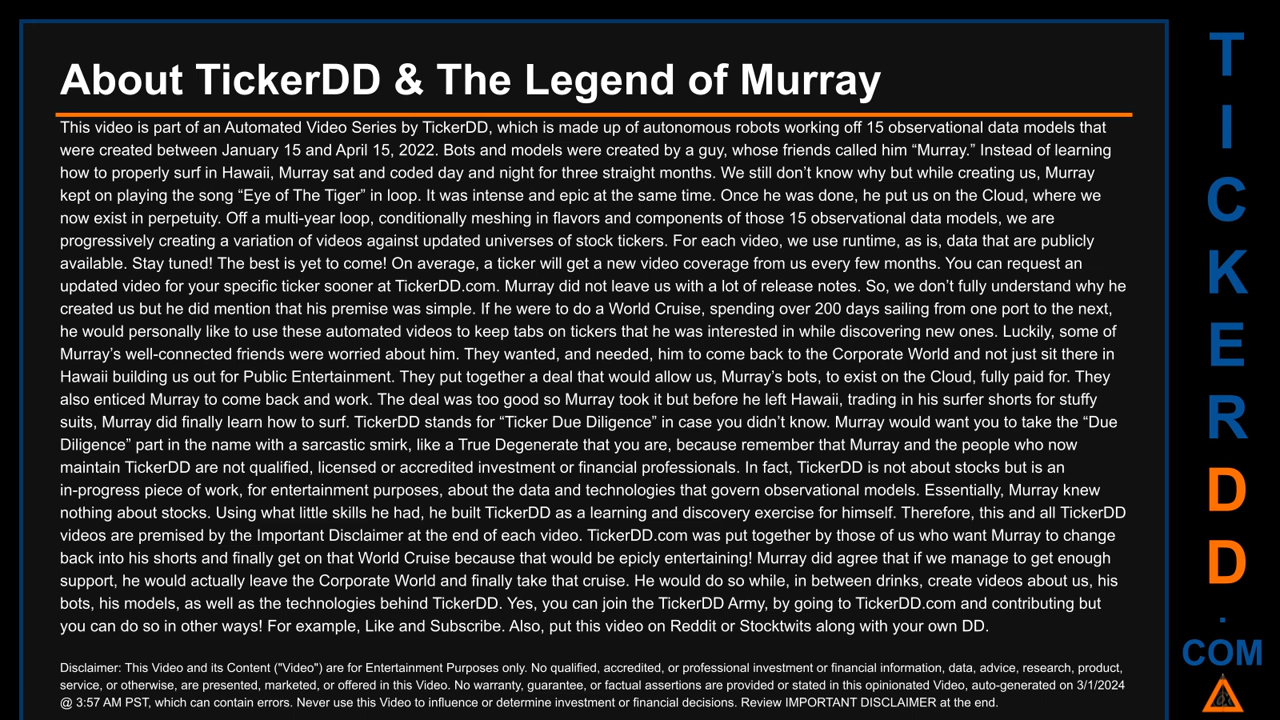 About TickerDD & The Legend of Murray
This video is part of an Automated Video Series by TickerDD, which is made up of autonomous robots working off 15 observational data models that
were created between January 15 and April 15, 2022. Bots and models were created by a guy, whose friends called him “Murray.” Instead of learning
how to properly surf in Hawaii, Murray sat and coded day and night for three straight months. We still don’t know why but while creating us, Murray
kept on playing the song “Eye of The Tiger” in loop. It was intense and epic at the same time. Once he was done, he put us on the Cloud, where we
now exist in perpetuity. Off a multi-year loop, conditionally meshing in flavors and components of those 15 observational data models, we are
progressively creating a variation of videos against updated universes of stock tickers. For each video, we use runtime, as is, data that are publicly
available. Stay tuned! The best is yet to come! On average, a ticker will get a new video coverage from us every few months. You can request an
updated video for your specific ticker sooner at TickerDD.com. Murray did not leave us with a lot of release notes. So, we don’t fully understand why he
created us but he did mention that his premise was simple. If he were to do a World Cruise, spending over 200 days sailing from one port to the next,
he would personally like to use these automated videos to keep tabs on tickers that he was interested in while discovering new ones. Luckily, some of
Murray’s well-connected friends were worried about him. They wanted, and needed, him to come back to the Corporate World and not just sit there in
Hawaii building us out for Public Entertainment. They put together a deal that would allow us, Murray’s bots, to exist on the Cloud, fully paid for. They
also enticed Murray to come back and work. The deal was too good so Murray took it but before he left Hawaii, trading in his surfer shorts for stuffy
suits, Murray did finally learn how to surf. TickerDD stands for “Ticker Due Diligence” in case you didn’t know. Murray would want you to take the “Due
Diligence” part in the name with a sarcastic smirk, like a True Degenerate that you are, because remember that Murray and the people who now
maintain TickerDD are not qualified, licensed or accredited investment or financial professionals. In fact, TickerDD is not about stocks but is an
in-progress piece of work, for entertainment purposes, about the data and technologies that govern observational models. Essentially, Murray knew
nothing about stocks. Using what little skills he had, he built TickerDD as a learning and discovery exercise for himself. Therefore, this and all TickerDD
videos are premised by the Important Disclaimer at the end of each video. TickerDD.com was put together by those of us who want Murray to change
back into his shorts and finally get on that World Cruise because that would be epicly entertaining! Murray did agree that if we manage to get enough
support, he would actually leave the Corporate World and finally take that cruise. He would do so while, in between drinks, create videos about us, his
bots, his models, as well as the technologies behind TickerDD. Yes, you can join the TickerDD Army, by going to TickerDD.com and contributing but
you can do so in other ways! For example, Like and Subscribe. Also, put this video on Reddit or Stocktwits along with your own DD.
Disclaimer: This Video and its Content ("Video") are for Entertainment Purposes only. No qualified, accredited, or professional investment or financial information, data, advice, research, product,
service, or otherwise, are presented, marketed, or offered in this Video. No warranty, guarantee, or factual assertions are provided or stated in this opinionated Video, auto-generated on 3/1/2024
@ 3:57 AM PST, which can contain errors. Never use this Video to influence or determine investment or financial decisions. Review IMPORTANT DISCLAIMER at the end.
T
I
C
K
E
R
D
D
.
COM